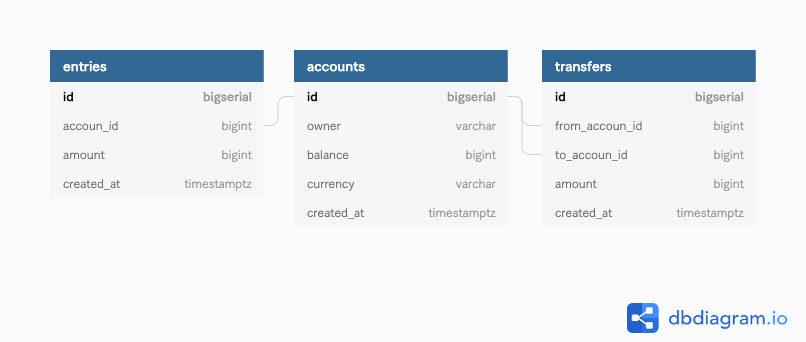 entries
id bigserial
accoun_id bigint
amount bigint
created_at timestamptz
accounts
id bigserial
owner varchar
balance bigint
currency varchar
created_at timestamptz
transfers
id bigserial
from_accoun_id bigint
to_accoun_id bigint
amount bigint
created_at timestamptz
dbdiagram.io